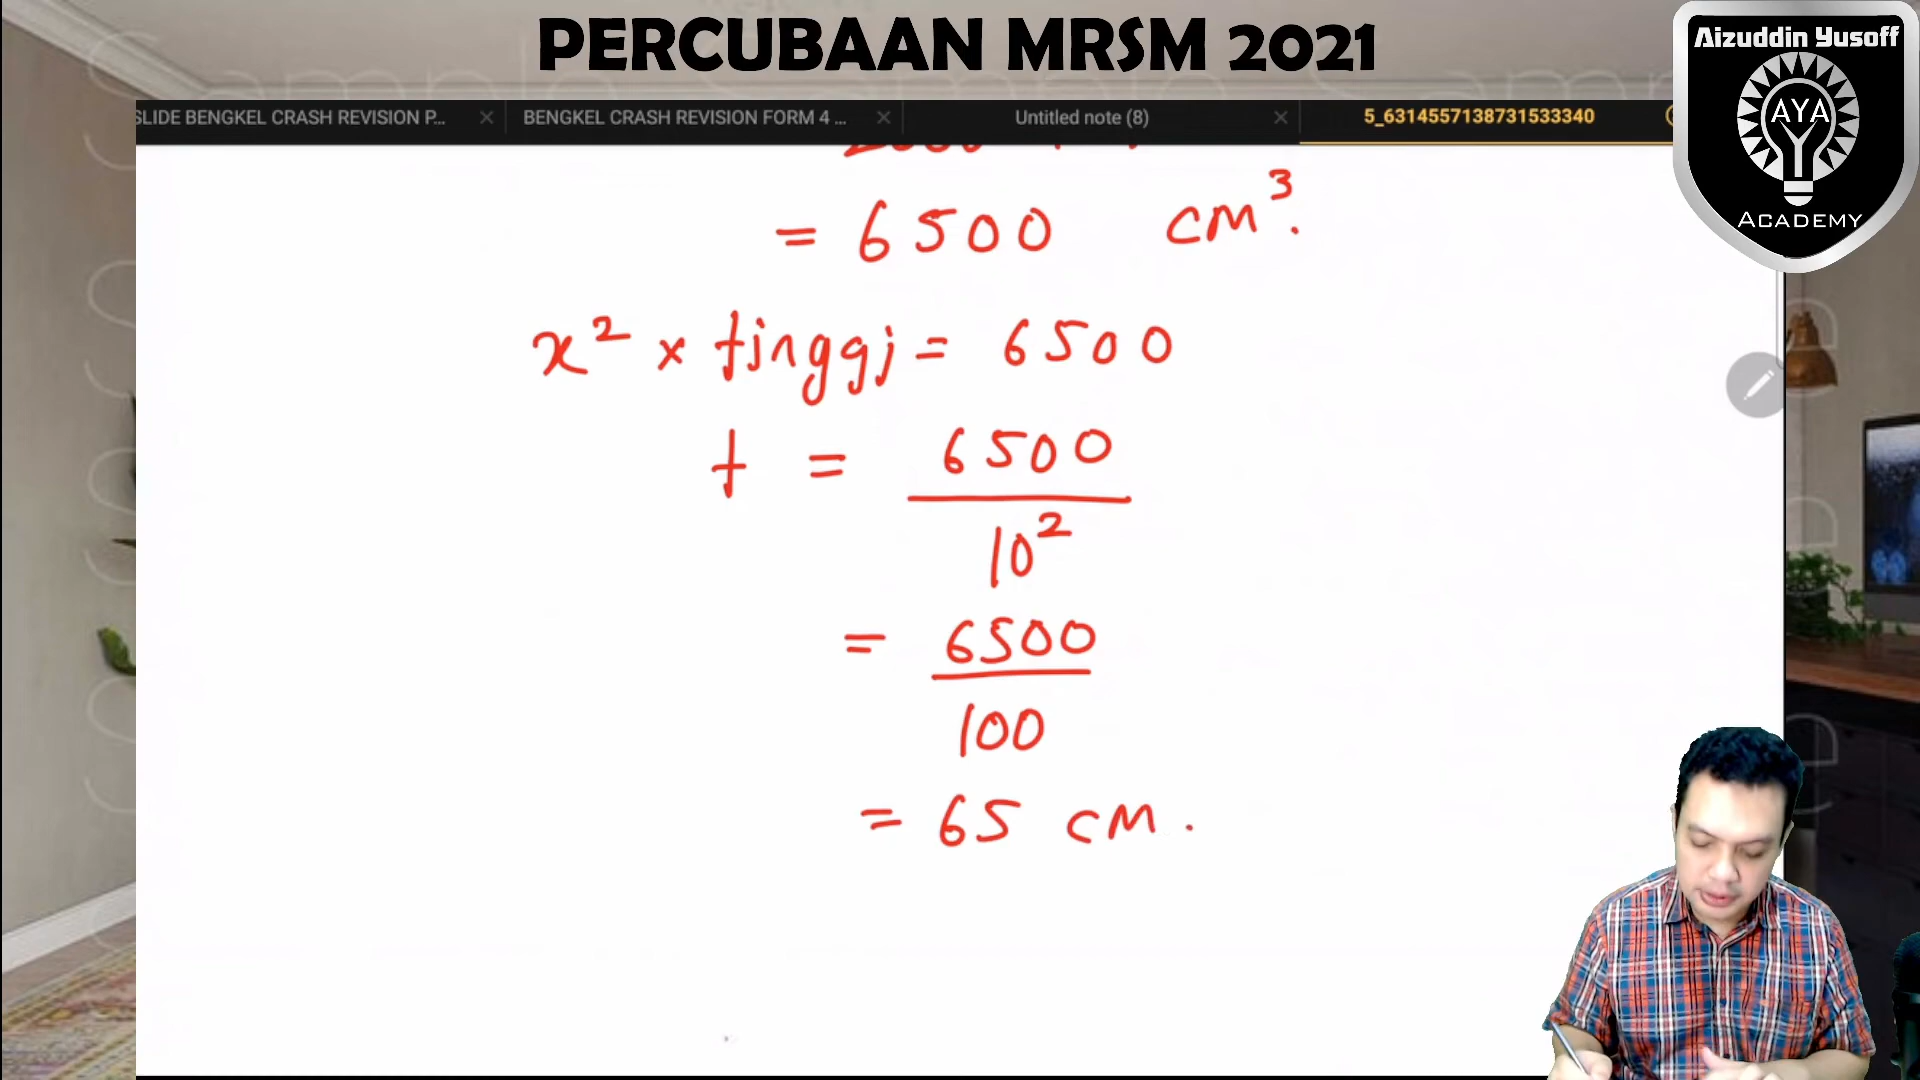 PERCUBAAN MRSM 2021
Aizuddin Yusoff
AYA
ACADEMY
SLIDE BENGKEL CRASH REVISION P...
BENGKEL CRASH REVISION FORM 4 ...
Untitled note (8)
5_6314557138731533340
= 6500 cm³.
x² × tinggi = 6500
t = 6500
10²
= 6500
100
= 65 cm.